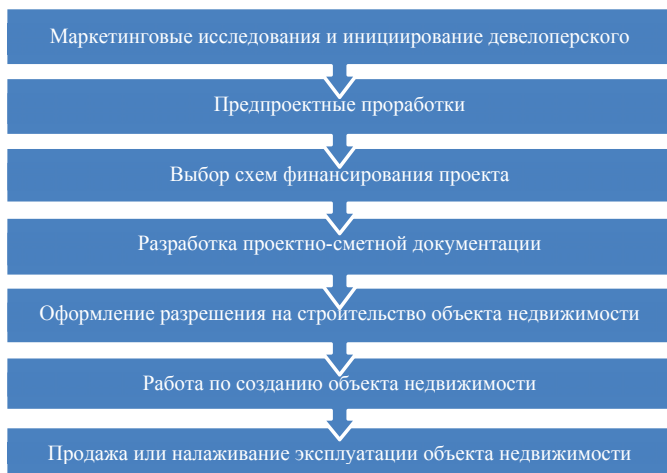 Маркетинговые исследования и инициирование девелоперского
Предпроектные проработки
Выбор схем финансирования проекта
Разработка проектно-сметной документации
Оформление разрешения на строительство объекта недвижимости
Работа по созданию объекта недвижимости
Продажа или налаживание эксплуатации объекта недвижимости